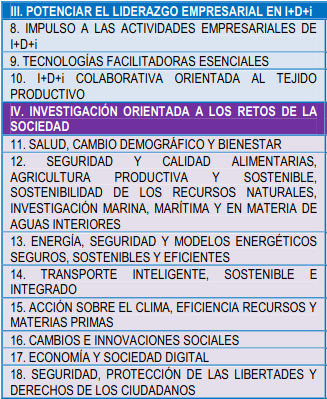 III. POTENCIAR EL LIDERAZGO EMPRESARIAL EN I+D+i
8. IMPULSO A LAS ACTIVIDADES EMPRESARIALES DE
I+D+i
9. TECNOLOGÍAS FACILITADORAS ESENCIALES
10. I+D+i COLABORATIVA ORIENTADA AL TEJIDO
PRODUCTIVO
IV. INVESTIGACIÓN ORIENTADA A LOS RETOS DE LA
SOCIEDAD
11. SALUD, CAMBIO DEMOGRÁFICO Y BIENESTAR
12. SEGURIDAD Y CALIDAD ALIMENTARIAS,
AGRICULTURA PRODUCTIVA Y SOSTENIBLE,
SOSTENIBILIDAD DE LOS RECURSOS NATURALES,
INVESTIGACIÓN MARINA, MARÍTIMA Y EN MATERIA DE
AGUAS INTERIORES
13. ENERGÍA, SEGURIDAD Y MODELOS ENERGÉTICOS
SEGUROS, SOSTENIBLES Y EFICIENTES
14. TRANSPORTE INTELIGENTE, SOSTENIBLE E
INTEGRADO
15. ACCIÓN SOBRE EL CLIMA, EFICIENCIA RECURSOS Y
MATERIAS PRIMAS
16. CAMBIOS E INNOVACIONES SOCIALES
17. ECONOMÍA Y SOCIEDAD DIGITAL
18. SEGURIDAD, PROTECCIÓN DE LAS LIBERTADES Y
DERECHOS DE LOS CIUDADANOS